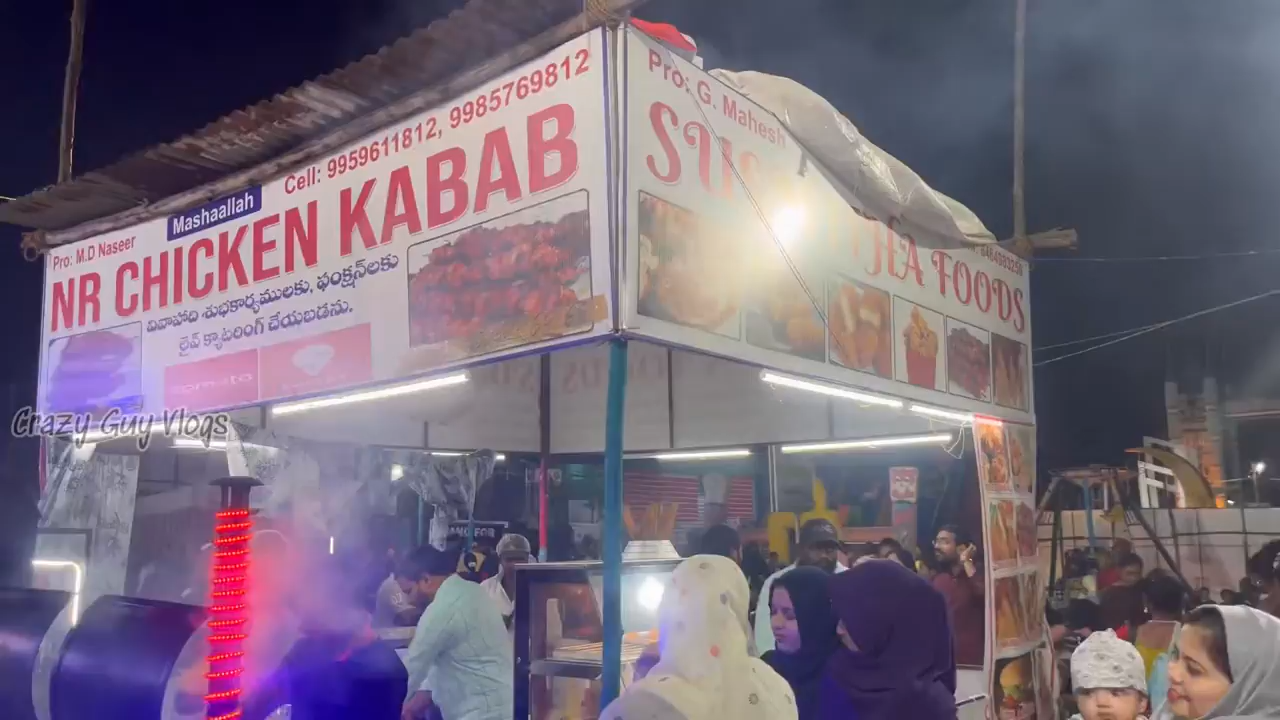 Cell: 9959611812, 9985769812
Mashaallah
Pro: M.D Naseer
NR CHICKEN KABAB
వివాహాది శుభకార్యములకు, ఫంక్షన్‌లకు
లైవ్ క్యాటరింగ్ చేయబడును.
Pro: G. Mahesh
FOODS
Crazy Guy Vlogs